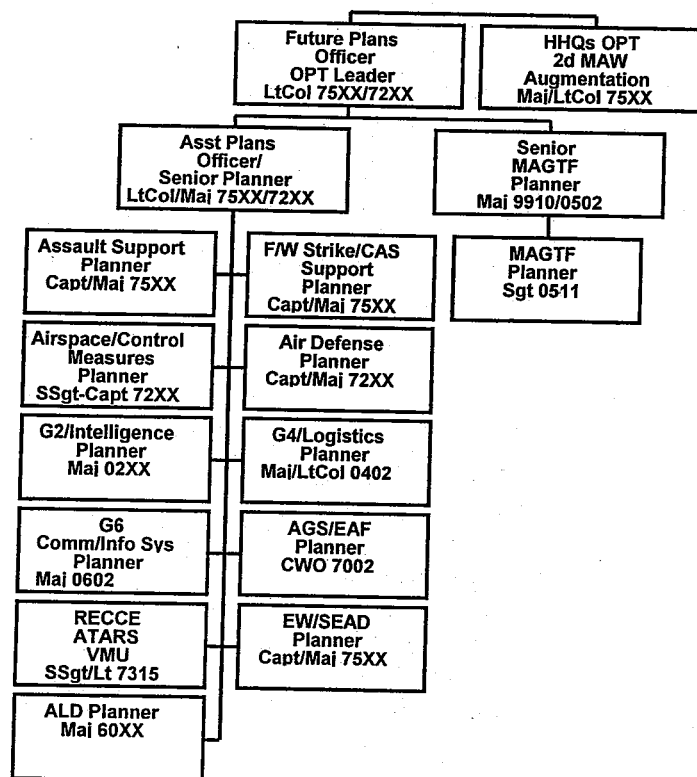 Future Plans
Officer
OPT Leader
LtCol 75XX/72XX
HHQs OPT
2d MAW
Augmentation
Maj/LtCol 75XX
Asst Plans
Officer/
Senior Planner
LtCol/Maj 75XX/72XX
Senior
MAGTF
Planner
Maj 9910/0502
Assault Support
Planner
Capt/Maj 75XX
F/W Strike/CAS
Support
Planner
Capt/Maj 75XX
MAGTF
Planner
Sgt 0511
Airspace/Control
Measures
Planner
SSgt-Capt 72XX
Air Defense
Planner
Capt/Maj 72XX
G2/Intelligence
Planner
Maj 02XX
G4/Logistics
Planner
Maj/LtCol 0402
G6
Comm/Info Sys
Planner
Maj 0602
AGS/EAF
Planner
CWO 7002
RECCE
ATARS
VMU
SSgt/Lt 7315
EW/SEAD
Planner
Capt/Maj 75XX
ALD Planner
Maj 60XX